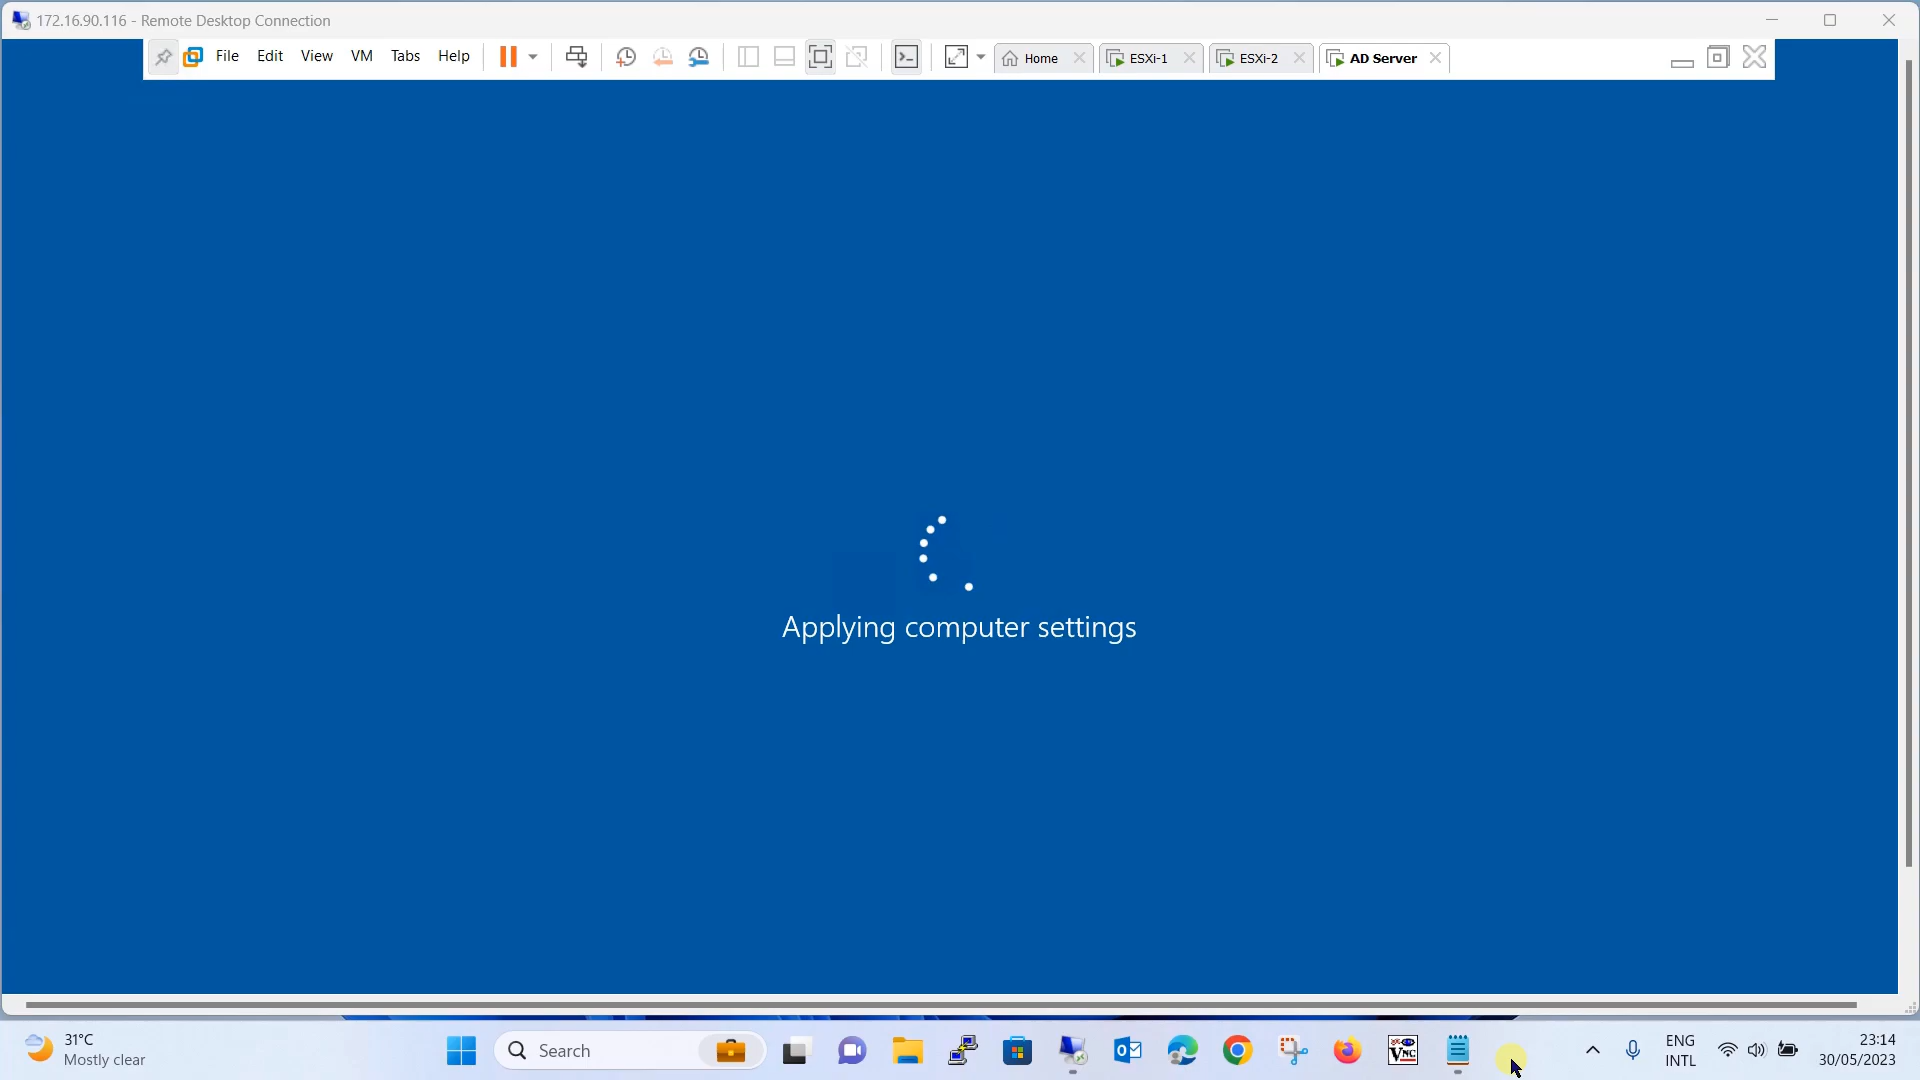 172.16.90.116 - Remote Desktop Connection
File Edit View VM Tabs Help Home ESXi-1 ESXi-2 AD Server
Applying computer settings
31°C
Mostly clear
Search
VNC
ENG
INTL
23:14
30/05/2023